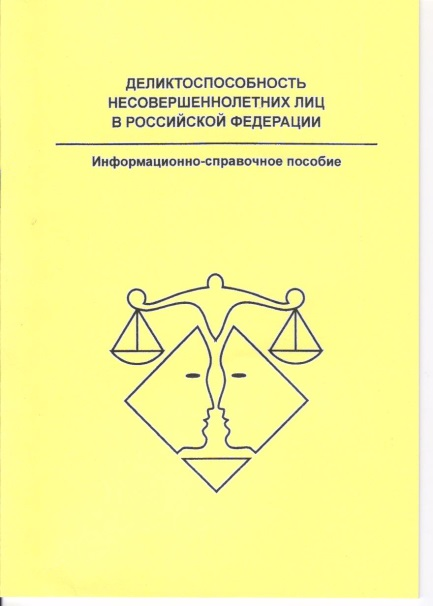 ДЕЛИКТОСПОСОБНОСТЬ
НЕСОВЕРШЕННОЛЕТНИХ ЛИЦ
В РОССИЙСКОЙ ФЕДЕРАЦИИ
Информационно-справочное пособие